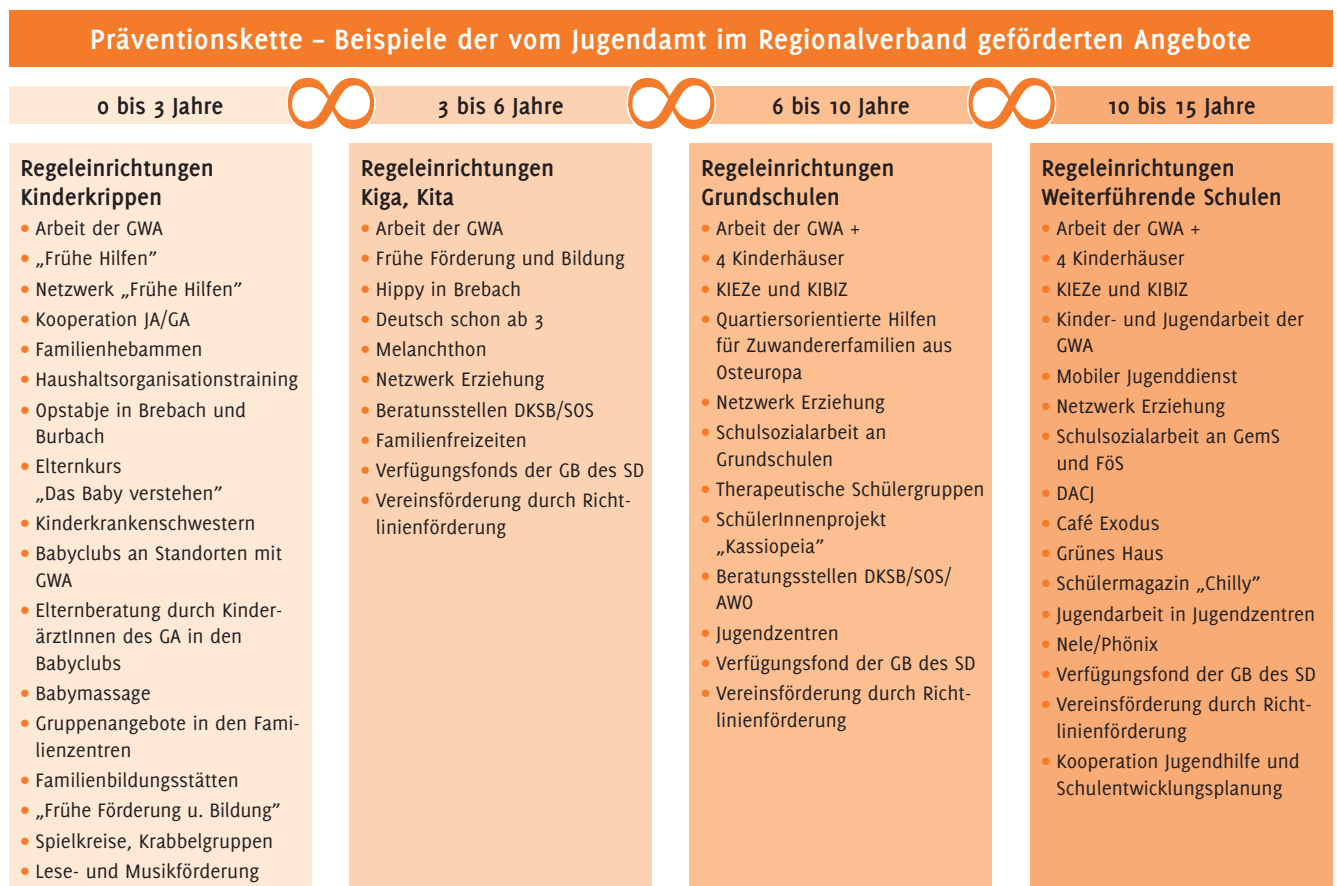 Präventionskette – Beispiele der vom Jugendamt im Regionalverband geförderten Angebote
0 bis 3 Jahre
3 bis 6 Jahre
6 bis 10 Jahre
10 bis 15 Jahre
Regeleinrichtungen
Kinderkrippen
• Arbeit der GWA
• „Frühe Hilfen”
• Netzwerk „Frühe Hilfen”
• Kooperation JA/GA
• Familienhebammen
• Haushaltsorganisationstraining
• Opstabje in Brebach und
Burbach
• Elternkurs
„Das Baby verstehen”
• Kinderkrankenschwestern
• Babyclubs an Standorten mit
GWA
• Elternberatung durch Kinder-
ärztInnen des GA in den
Babyclubs
• Babymassage
• Gruppenangebote in den Fami-
lienzentren
• Familienbildungsstätten
• „Frühe Förderung u. Bildung”
• Spielkreise, Krabbelgruppen
• Lese- und Musikförderung
Regeleinrichtungen
Kiga, Kita
• Arbeit der GWA
• Frühe Förderung und Bildung
• Hippy in Brebach
• Deutsch schon ab 3
• Melanchthon
• Netzwerk Erziehung
• Beratunsstellen DKSB/SOS
• Familienfreizeiten
• Verfügungsfonds der GB des SD
• Vereinsförderung durch Richt-
linienförderung
Regeleinrichtungen
Grundschulen
• Arbeit der GWA +
• 4 Kinderhäuser
• KIEZe und KIBIZ
• Quartiersorientierte Hilfen
für Zuwandererfamilien aus
Osteuropa
• Netzwerk Erziehung
• Schulsozialarbeit an
Grundschulen
• Therapeutische Schülergruppen
• SchülerInnenprojekt
„Kassiopeia”
• Beratungsstellen DKSB/SOS/
AWO
• Jugendzentren
• Verfügungsfond der GB des SD
• Vereinsförderung durch Richt-
linienförderung
Regeleinrichtungen
Weiterführende Schulen
• Arbeit der GWA +
• 4 Kinderhäuser
• KIEZe und KIBIZ
• Kinder- und Jugendarbeit der
GWA
• Mobiler Jugenddienst
• Netzwerk Erziehung
• Schulsozialarbeit an GemS
und FöS
• DACJ
• Café Exodus
• Grünes Haus
• Schülermagazin „Chilly”
• Jugendarbeit in Jugendzentren
• Nele/Phönix
• Verfügungsfond der GB des SD
• Vereinsförderung durch Richt-
linienförderung
• Kooperation Jugendhilfe und
Schulentwicklungsplanung